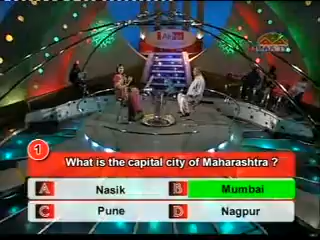 1
What is the capital city of Maharashtra ?
A Nasik B Mumbai
C Pune D Nagpur